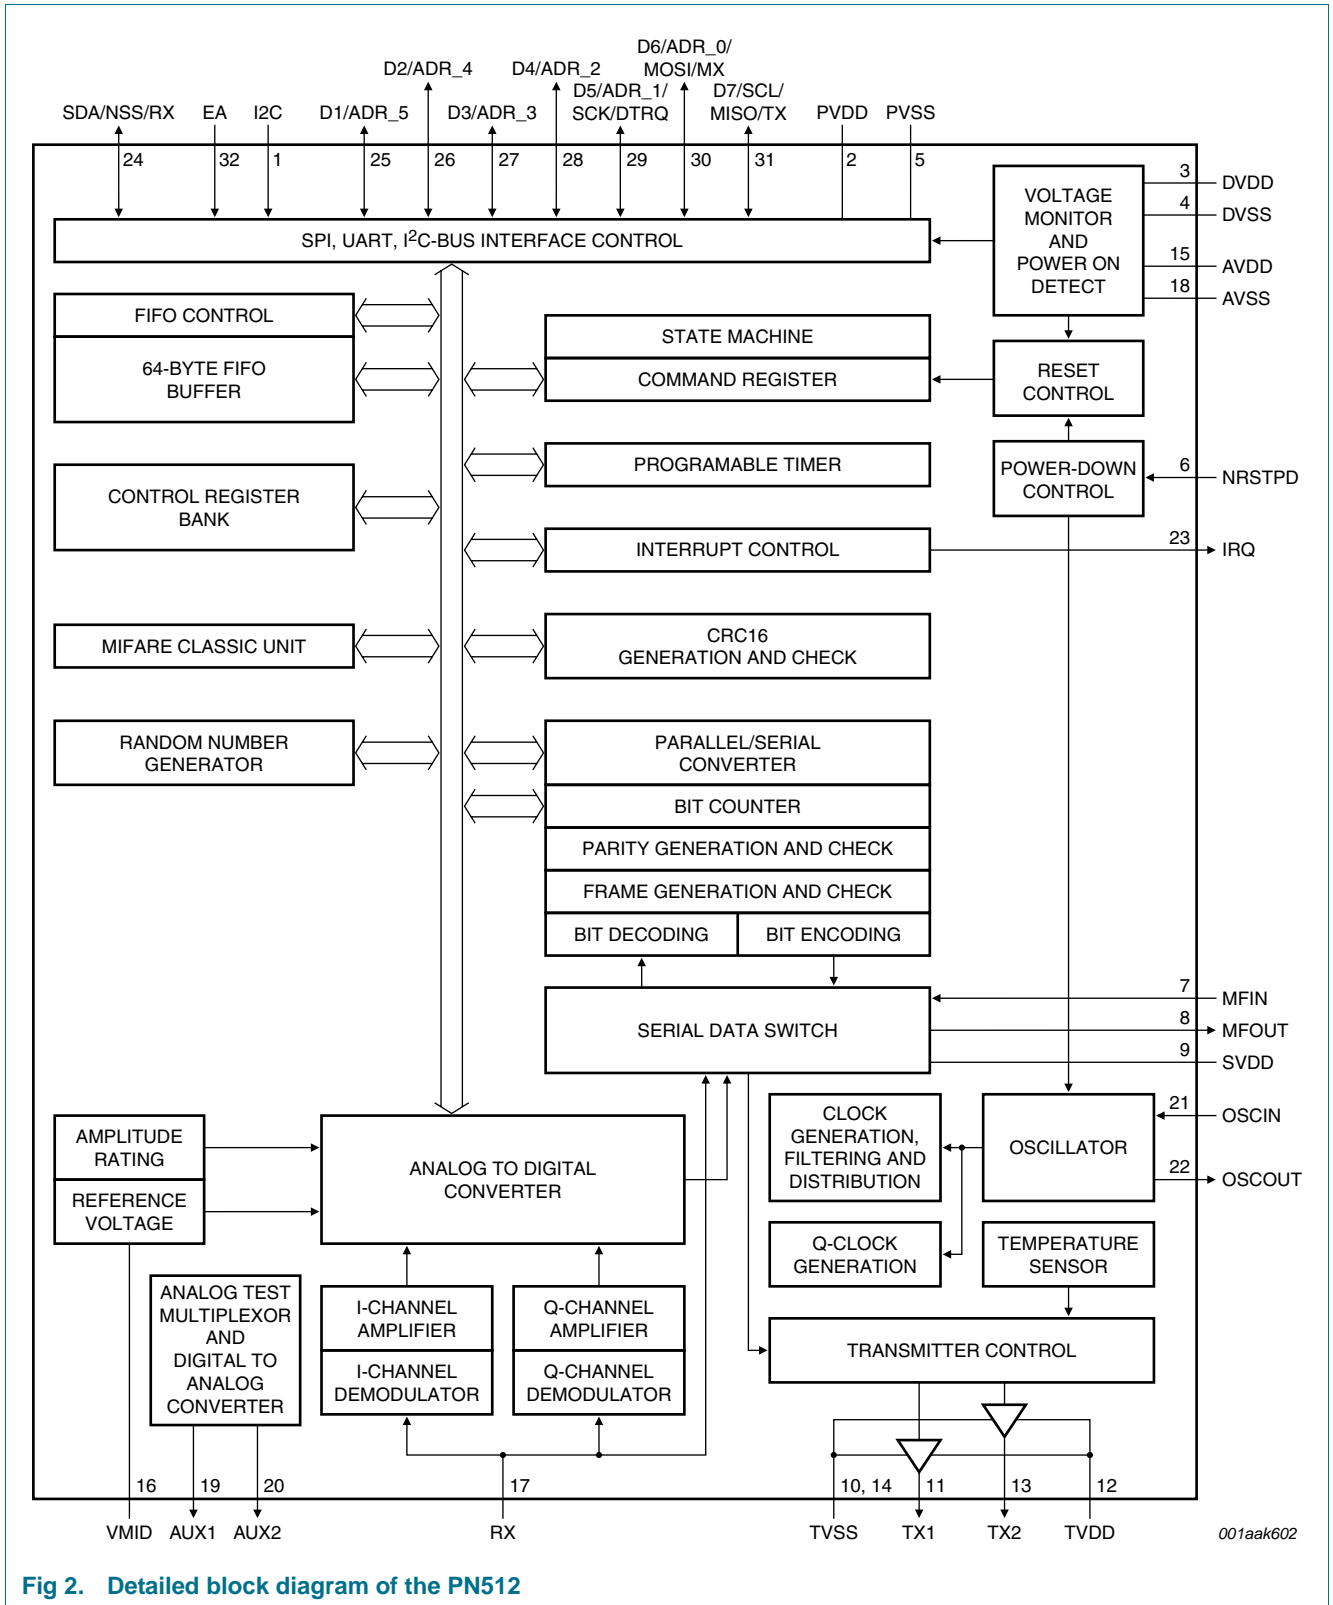 D6/ADR_0/
MOSI/MX
D2/ADR_4
D4/ADR_2
D5/ADR_1/
SCK/DTRQ
D7/SCL/
MISO/TX
SDA/NSS/RX
EA
I2C
D1/ADR_5
D3/ADR_3
PVDD
PVSS
24
32
1
25
26
27
28
29
30
31
2
5
SPI, UART, I²C-BUS INTERFACE CONTROL
VOLTAGE
MONITOR
AND
POWER ON
DETECT
3
DVDD
4
DVSS
15
AVDD
18
AVSS
FIFO CONTROL
64-BYTE FIFO
BUFFER
STATE MACHINE
COMMAND REGISTER
RESET
CONTROL
CONTROL REGISTER
BANK
PROGRAMABLE TIMER
POWER-DOWN
CONTROL
6
NRSTPD
INTERRUPT CONTROL
23
IRQ
MIFARE CLASSIC UNIT
CRC16
GENERATION AND CHECK
RANDOM NUMBER
GENERATOR
PARALLEL/SERIAL
CONVERTER
BIT COUNTER
PARITY GENERATION AND CHECK
FRAME GENERATION AND CHECK
BIT DECODING
BIT ENCODING
SERIAL DATA SWITCH
7
MFIN
8
MFOUT
9
SVDD
AMPLITUDE
RATING
REFERENCE
VOLTAGE
ANALOG TO DIGITAL
CONVERTER
CLOCK
GENERATION,
FILTERING AND
DISTRIBUTION
OSCILLATOR
21
OSCIN
22
OSCOUT
Q-CLOCK
GENERATION
TEMPERATURE
SENSOR
ANALOG TEST
MULTIPLEXOR
AND
DIGITAL TO
ANALOG
CONVERTER
I-CHANNEL
AMPLIFIER
I-CHANNEL
DEMODULATOR
Q-CHANNEL
AMPLIFIER
Q-CHANNEL
DEMODULATOR
TRANSMITTER CONTROL
16
19
20
17
10, 14
11
13
12
VMID
AUX1
AUX2
RX
TVSS
TX1
TX2
TVDD
001aak602
Fig 2. Detailed block diagram of the PN512